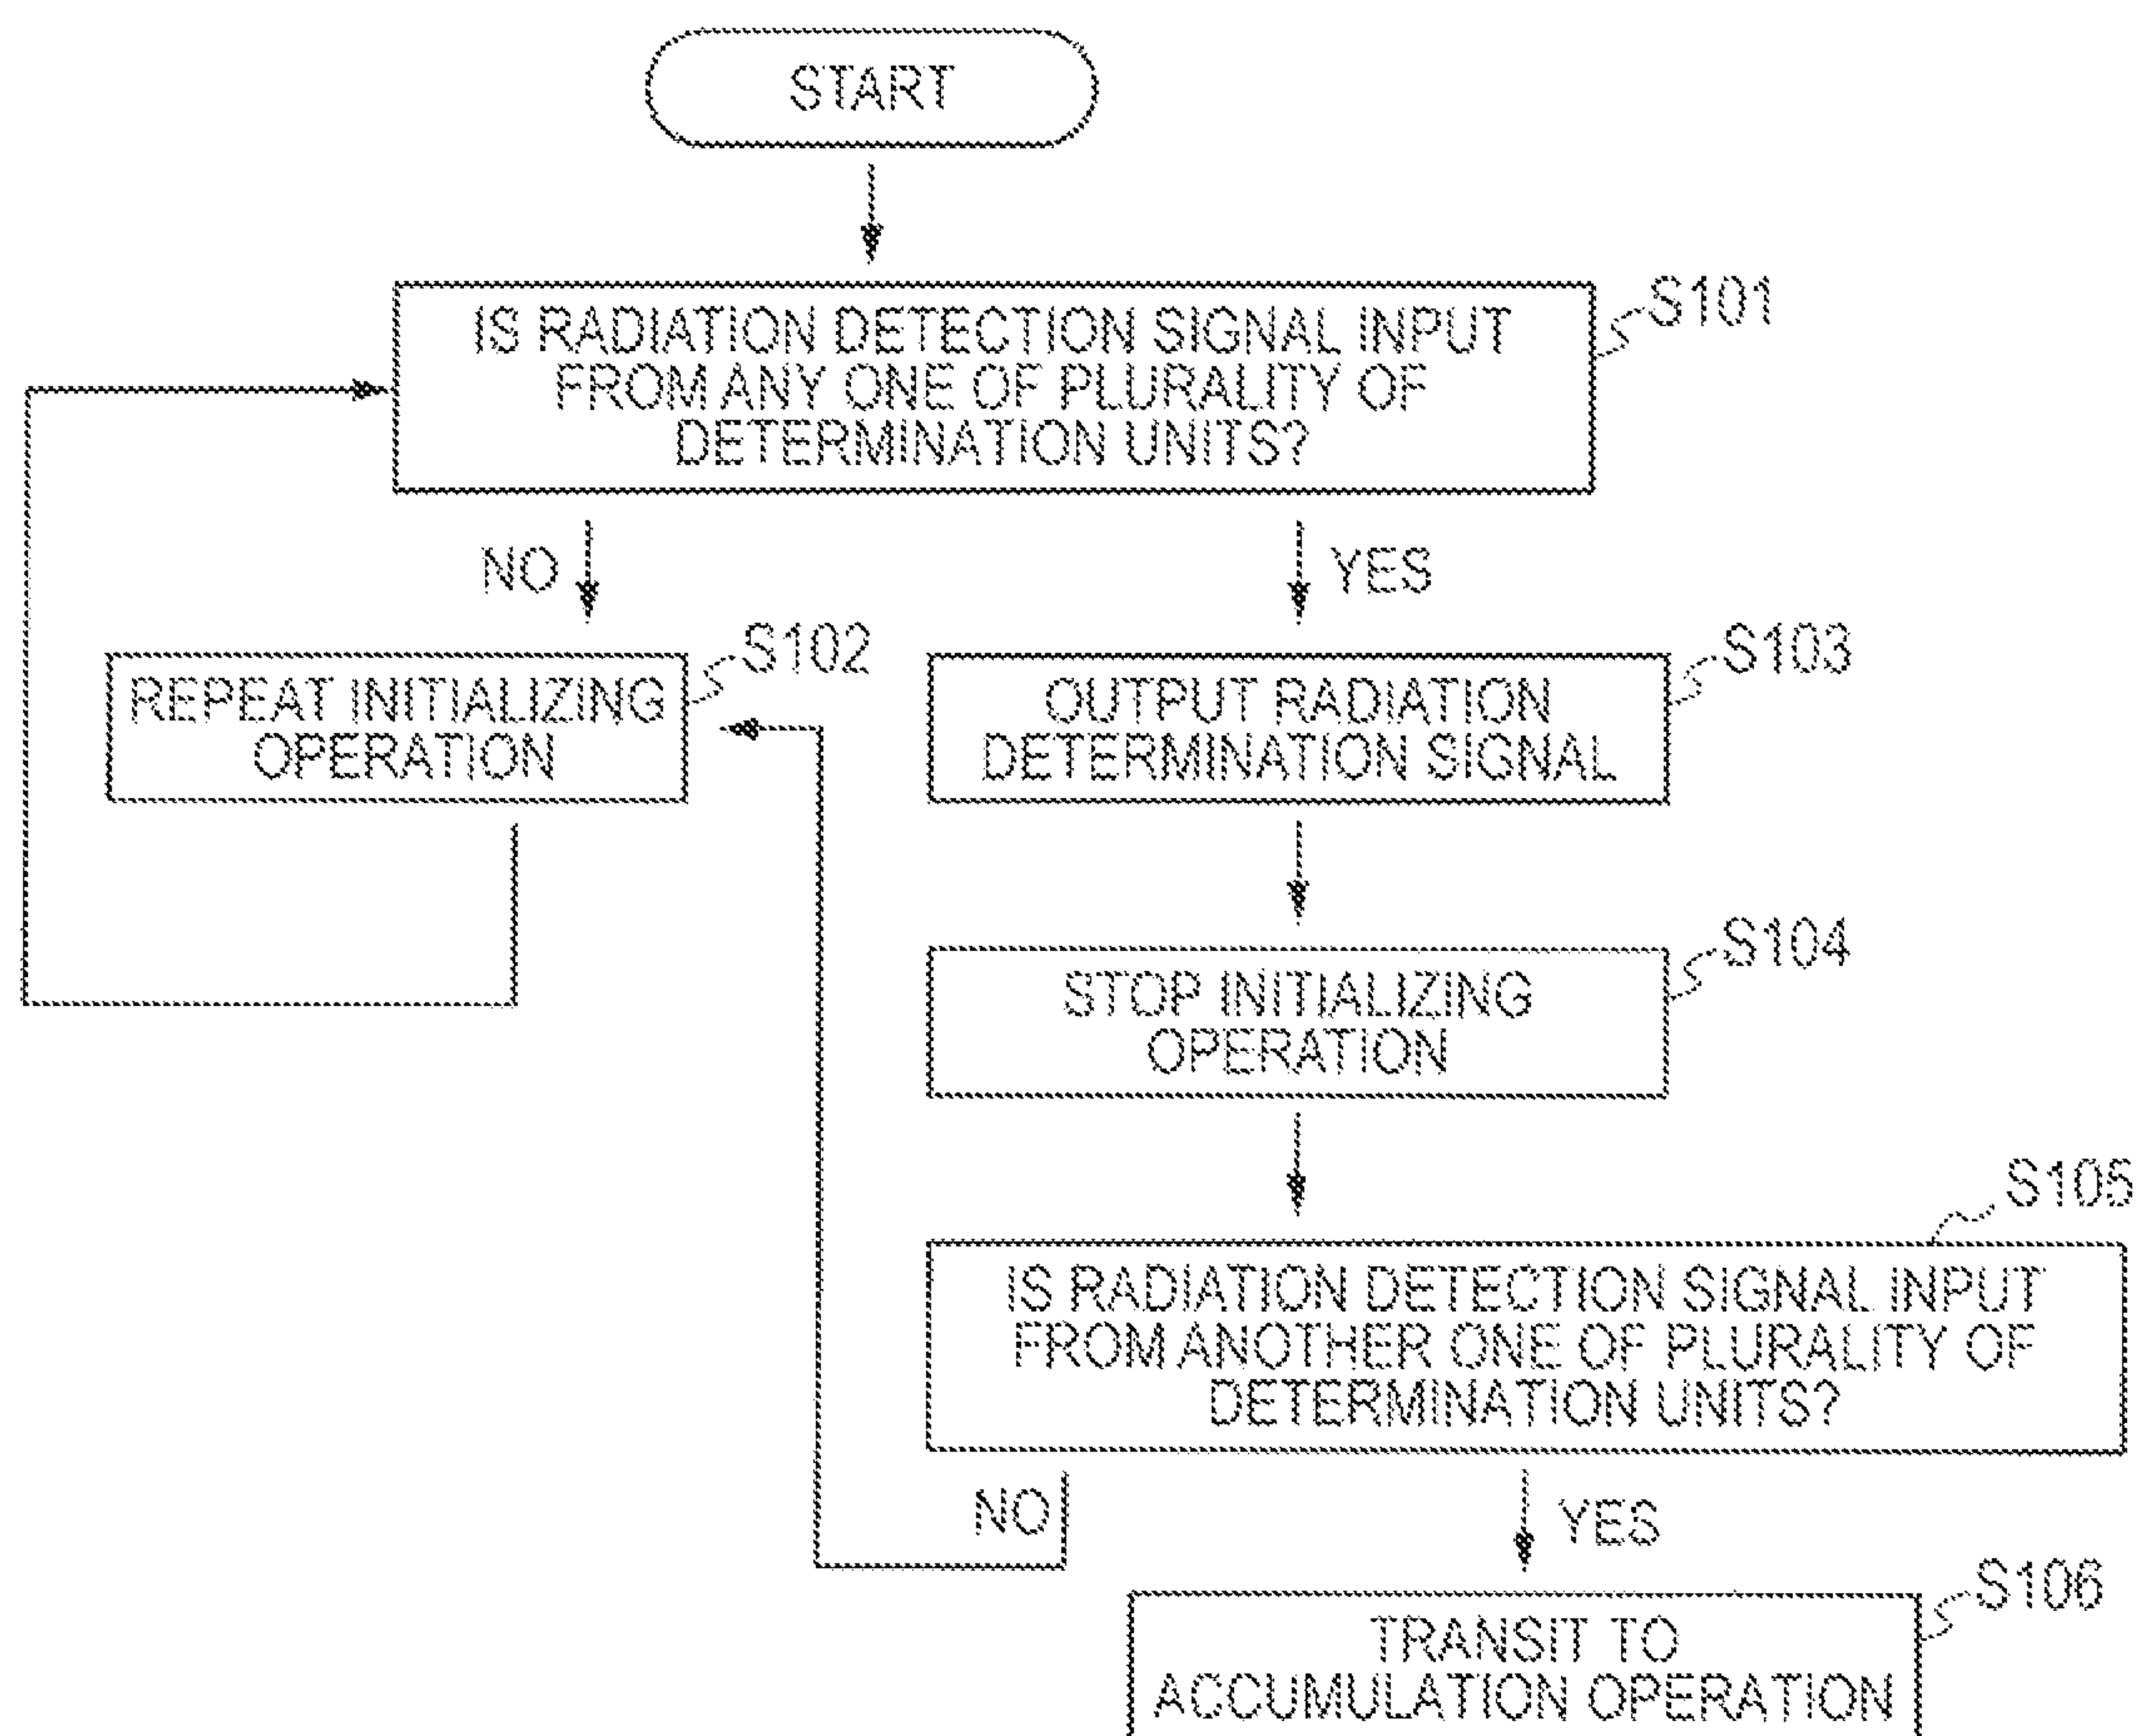 START
IS RADIATION DETECTION SIGNAL INPUT
FROM ANY ONE OF PLURALITY OF
DETERMINATION UNITS?
S101
NO
YES
REPEAT INITIALIZING
OPERATION
S102
OUTPUT RADIATION
DETERMINATION SIGNAL
S103
STOP INITIALIZING
OPERATION
S104
S105
IS RADIATION DETECTION SIGNAL INPUT
FROM ANOTHER ONE OF PLURALITY OF
DETERMINATION UNITS?
NO
YES
S106
TRANSIT TO
ACCUMULATION OPERATION